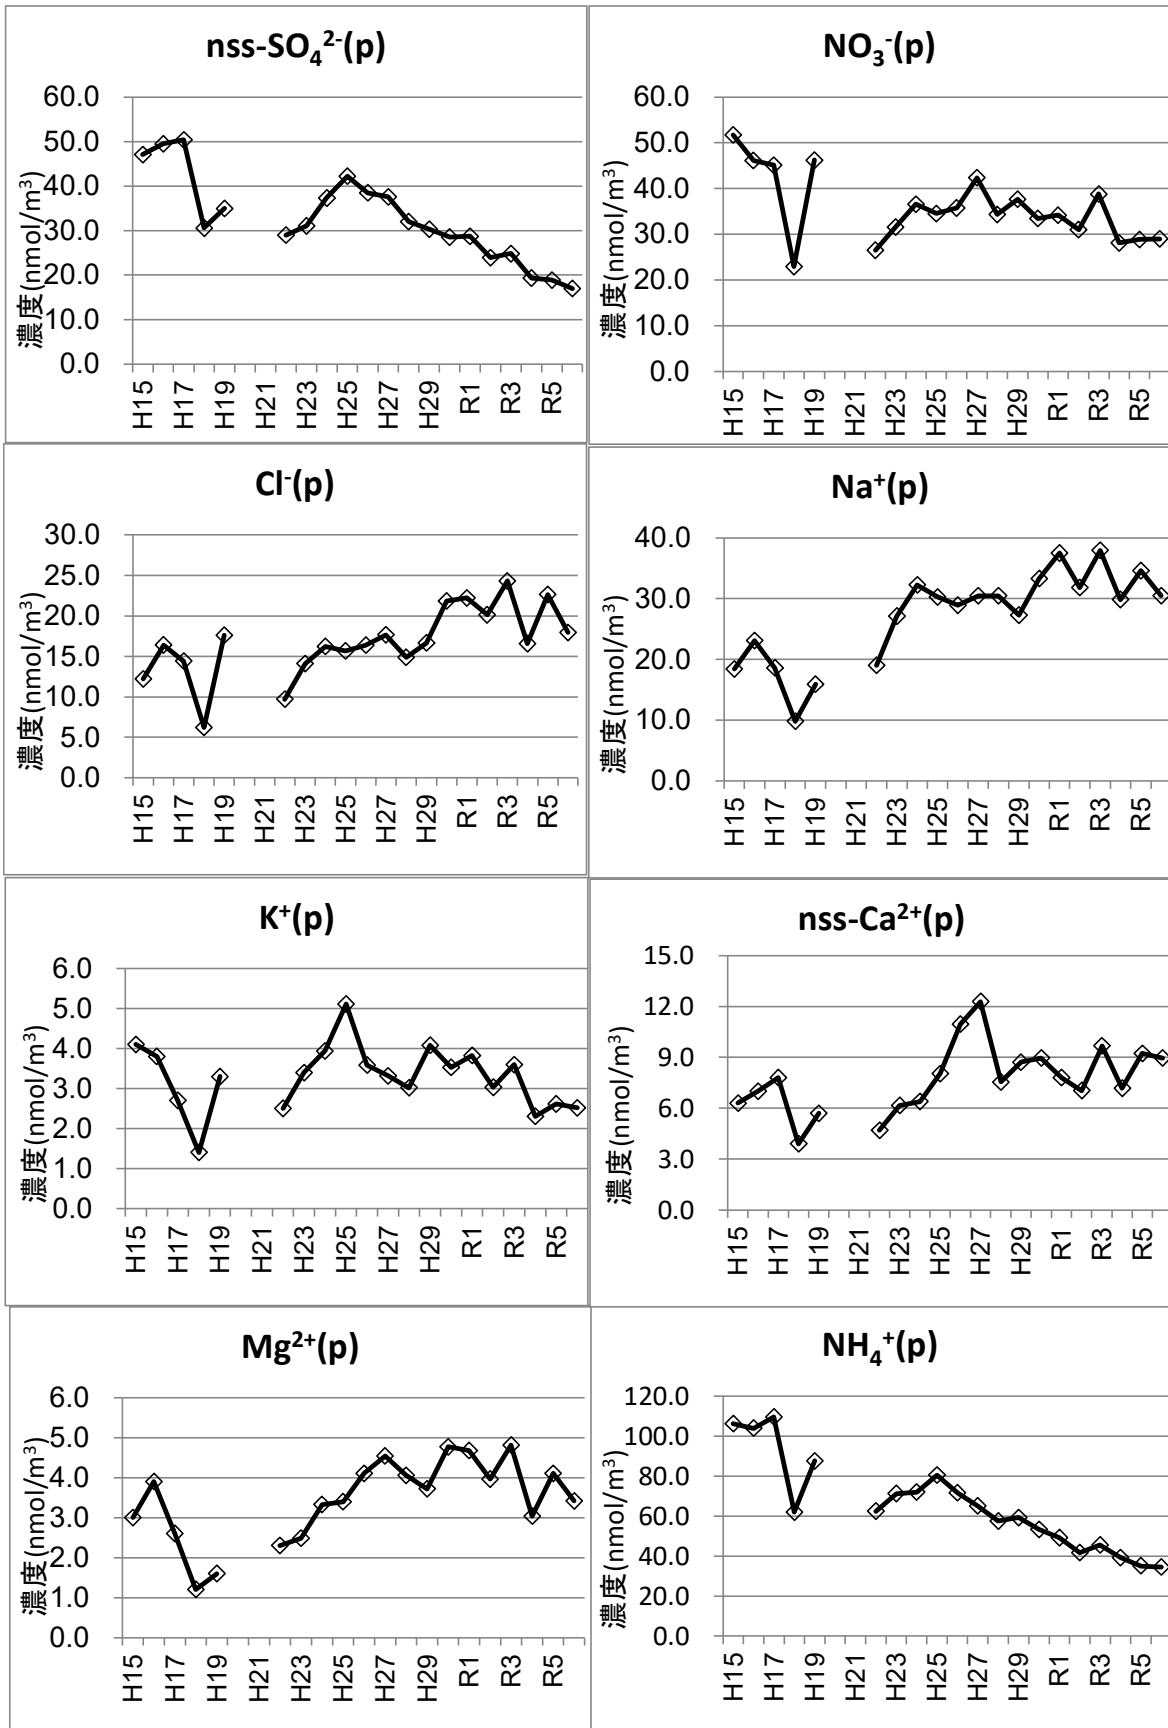 nss-SO₄²⁻(p)
60.0
50.0
40.0
30.0
20.0
10.0
0.0
濃度(nmol/m³)
H15
H17
H19
H21
H23
H25
H27
H29
R1
R3
R5
NO₃⁻(p)
60.0
50.0
40.0
30.0
20.0
10.0
0.0
濃度(nmol/m³)
H15
H17
H19
H21
H23
H25
H27
H29
R1
R3
R5
Cl⁻(p)
30.0
25.0
20.0
15.0
10.0
5.0
0.0
濃度(nmol/m³)
H15
H17
H19
H21
H23
H25
H27
H29
R1
R3
R5
Na⁺(p)
40.0
30.0
20.0
10.0
0.0
濃度(nmol/m³)
H15
H17
H19
H21
H23
H25
H27
H29
R1
R3
R5
K⁺(p)
6.0
5.0
4.0
3.0
2.0
1.0
0.0
濃度(nmol/m³)
H15
H17
H19
H21
H23
H25
H27
H29
R1
R3
R5
nss-Ca²⁺(p)
15.0
12.0
9.0
6.0
3.0
0.0
濃度(nmol/m³)
H15
H17
H19
H21
H23
H25
H27
H29
R1
R3
R5
Mg²⁺(p)
6.0
5.0
4.0
3.0
2.0
1.0
0.0
濃度(nmol/m³)
H15
H17
H19
H21
H23
H25
H27
H29
R1
R3
R5
NH₄⁺(p)
120.0
100.0
80.0
60.0
40.0
20.0
0.0
濃度(nmol/m³)
H15
H17
H19
H21
H23
H25
H27
H29
R1
R3
R5